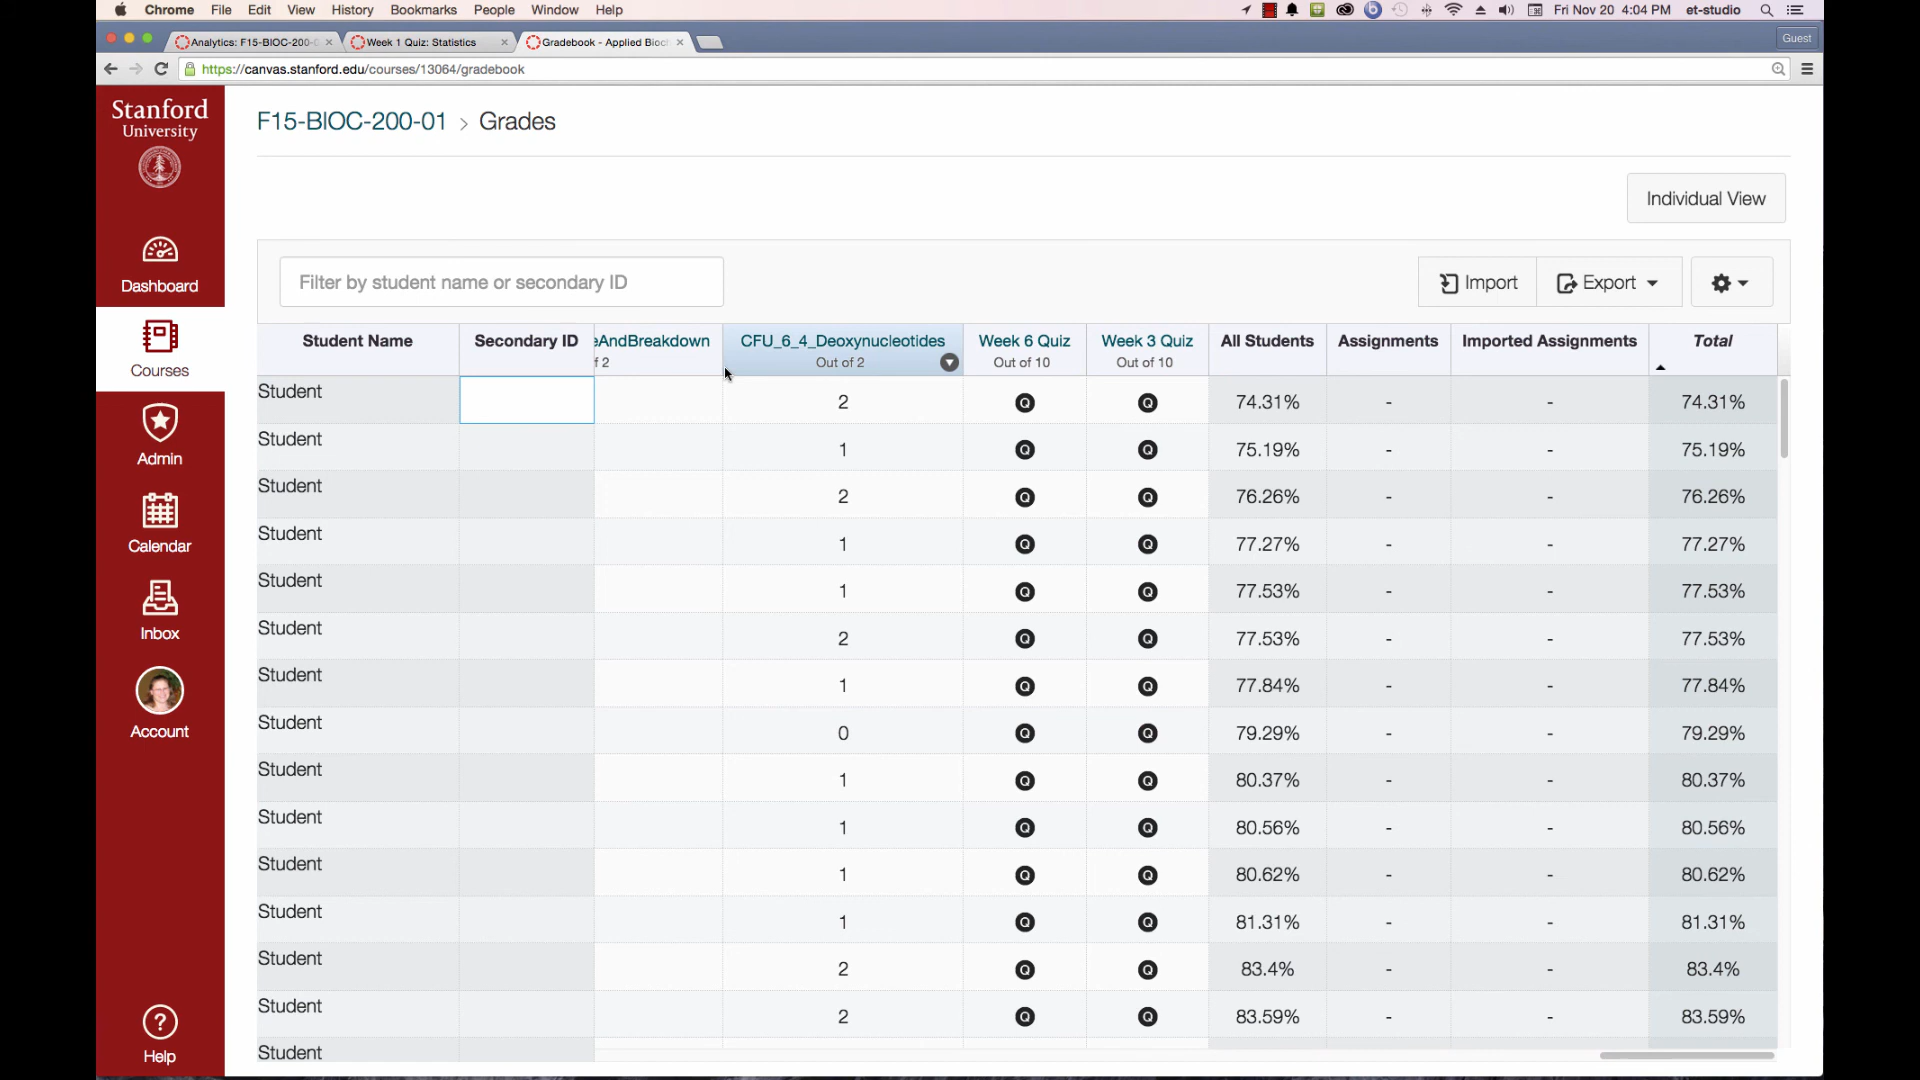 Chrome File Edit View History Bookmarks People Window Help Fri Nov 20 4:04 PM et-studio
Analytics: F15-BIOC-200- Week 1 Quiz: Statistics Gradebook - Applied Bioch Guest
https://canvas.stanford.edu/courses/13064/gradebook
Stanford
University
Dashboard
Courses
Admin
Calendar
Inbox
Account
Help
F15-BIOC-200-01 > Grades
Individual View
Filter by student name or secondary ID Import Export
Student Name Secondary ID eAndBreakdown CFU_6_4_Deoxynucleotides Week 6 Quiz Week 3 Quiz All Students Assignments Imported Assignments Total
f 2 Out of 2 Out of 10 Out of 10
Student 2 Q Q 74.31% - - 74.31%
Student 1 Q Q 75.19% - - 75.19%
Student 2 Q Q 76.26% - - 76.26%
Student 1 Q Q 77.27% - - 77.27%
Student 1 Q Q 77.53% - - 77.53%
Student 2 Q Q 77.53% - - 77.53%
Student 1 Q Q 77.84% - - 77.84%
Student 0 Q Q 79.29% - - 79.29%
Student 1 Q Q 80.37% - - 80.37%
Student 1 Q Q 80.56% - - 80.56%
Student 1 Q Q 80.62% - - 80.62%
Student 1 Q Q 81.31% - - 81.31%
Student 2 Q Q 83.4% - - 83.4%
Student 2 Q Q 83.59% - - 83.59%
Student